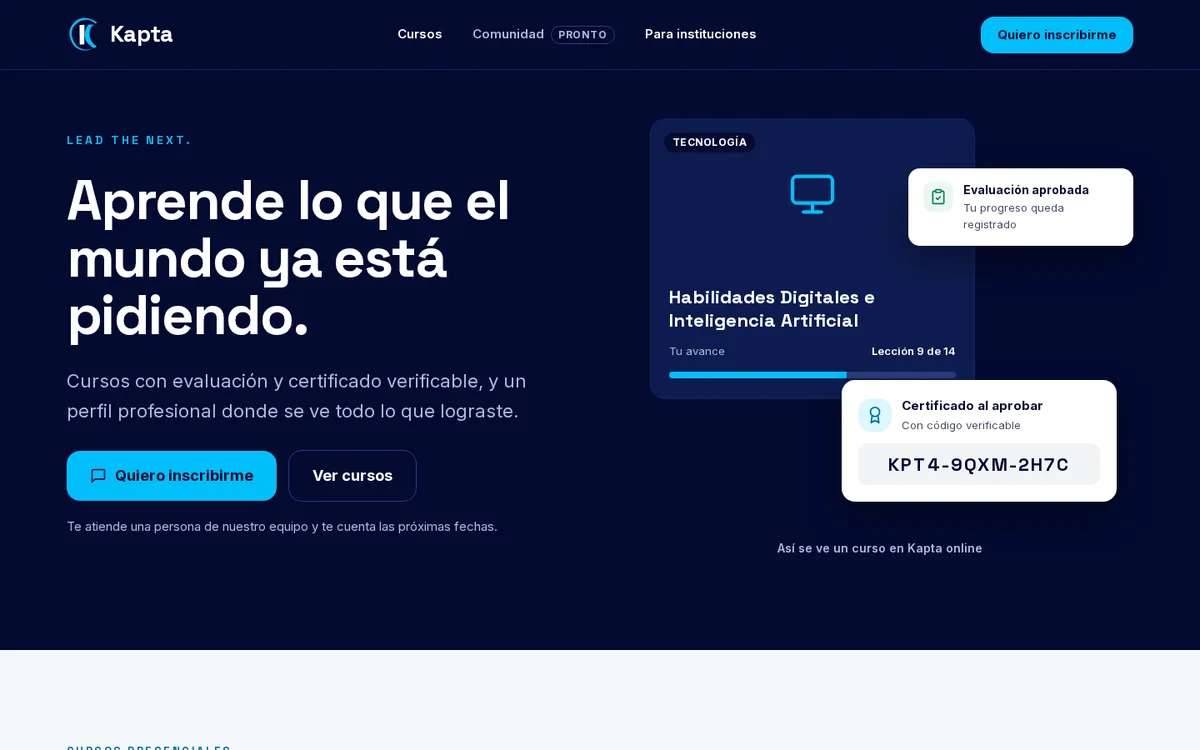 Kapta
Cursos
Comunidad PRONTO
Para instituciones
Quiero inscribirme
LEAD THE NEXT.
Aprende lo que el
mundo ya está
pidiendo.
Cursos con evaluación y certificado verificable, y un
perfil profesional donde se ve todo lo que lograste.
Quiero inscribirme
Ver cursos
Te atiende una persona de nuestro equipo y te cuenta las próximas fechas.
TECNOLOGÍA
Evaluación aprobada
Tu progreso queda
registrado
Habilidades Digitales e
Inteligencia Artificial
Tu avance
Lección 9 de 14
Certificado al aprobar
Con código verificable
KPT4-9QXM-2H7C
Así se ve un curso en Kapta online
CURSOS PRESENCIALES